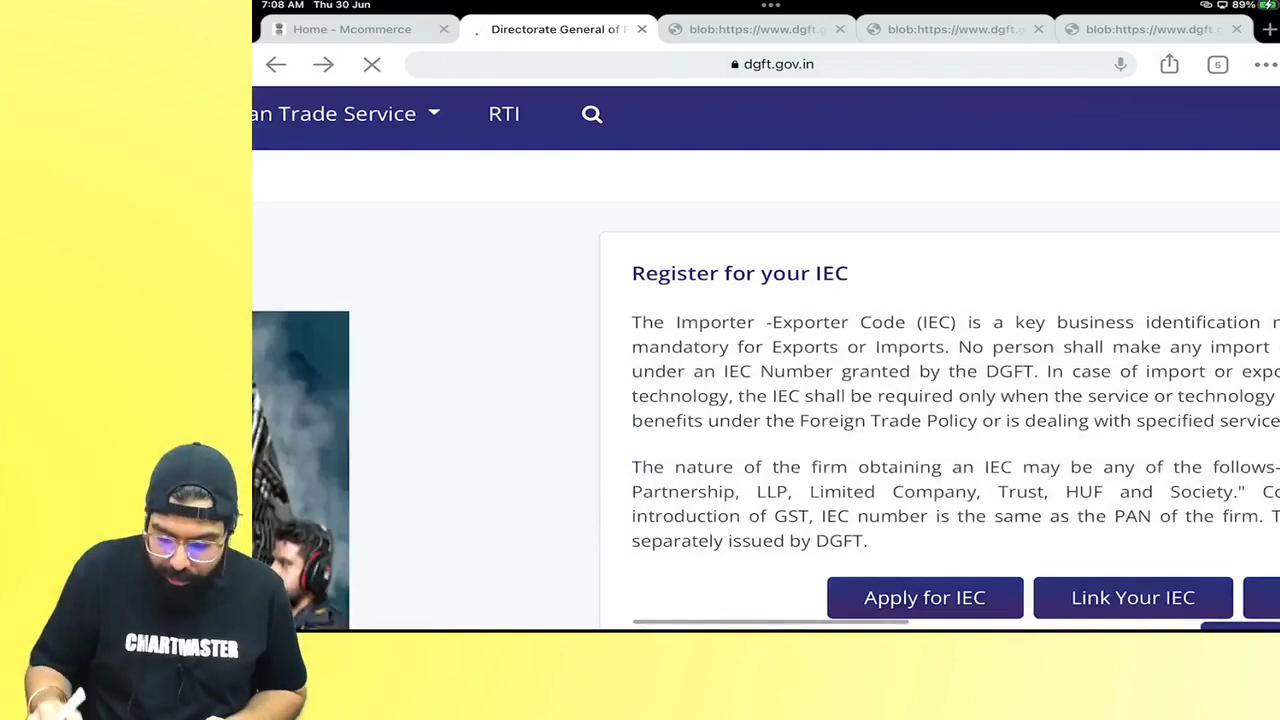 7:08 AM Thu 30 Jun
89%
Home - Mcommerce
Directorate General of F
blob:https://www.dgft.g
blob:https://www.dgft.g
blob:https://www.dgft.g
dgft.gov.in
5
an Trade Service
RTI
Register for your IEC
The Importer -Exporter Code (IEC) is a key business identification
mandatory for Exports or Imports. No person shall make any import
under an IEC Number granted by the DGFT. In case of import or expo
technology, the IEC shall be required only when the service or technology
benefits under the Foreign Trade Policy or is dealing with specified service
The nature of the firm obtaining an IEC may be any of the follows-
Partnership, LLP, Limited Company, Trust, HUF and Society." Co
introduction of GST, IEC number is the same as the PAN of the firm. T
separately issued by DGFT.
Apply for IEC
Link Your IEC
CHARTMASTER